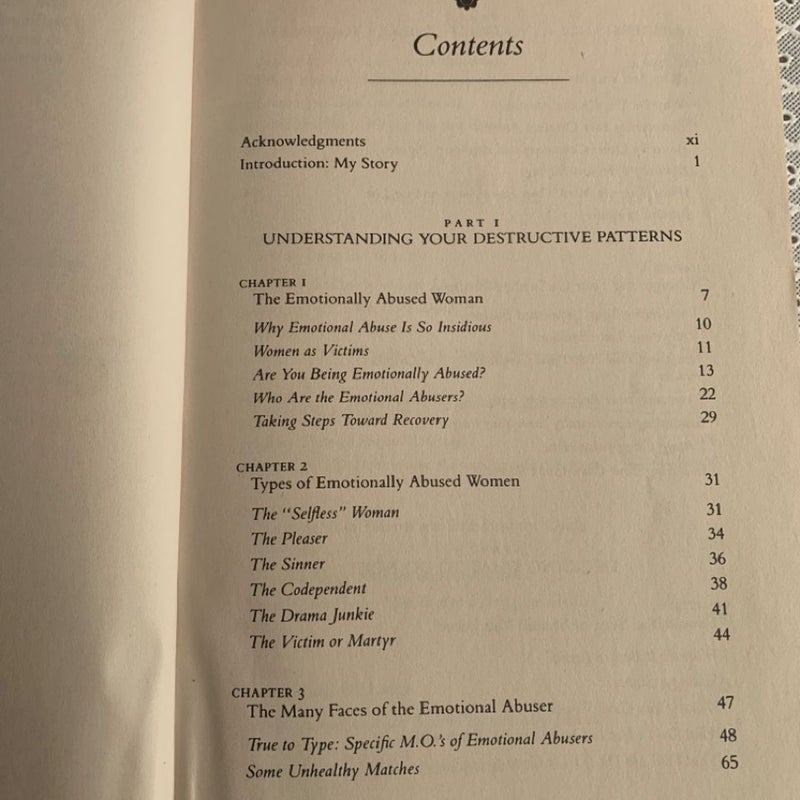 Contents
Acknowledgments xi
Introduction: My Story 1
PART I
UNDERSTANDING YOUR DESTRUCTIVE PATTERNS
CHAPTER 1
The Emotionally Abused Woman 7
Why Emotional Abuse Is So Insidious 10
Women as Victims 11
Are You Being Emotionally Abused? 13
Who Are the Emotional Abusers? 22
Taking Steps Toward Recovery 29
CHAPTER 2
Types of Emotionally Abused Women 31
The “Selfless” Woman 31
The Pleaser 34
The Sinner 36
The Codependent 38
The Drama Junkie 41
The Victim or Martyr 44
CHAPTER 3
The Many Faces of the Emotional Abuser 47
True to Type: Specific M.O.'s of Emotional Abusers 48
Some Unhealthy Matches 65